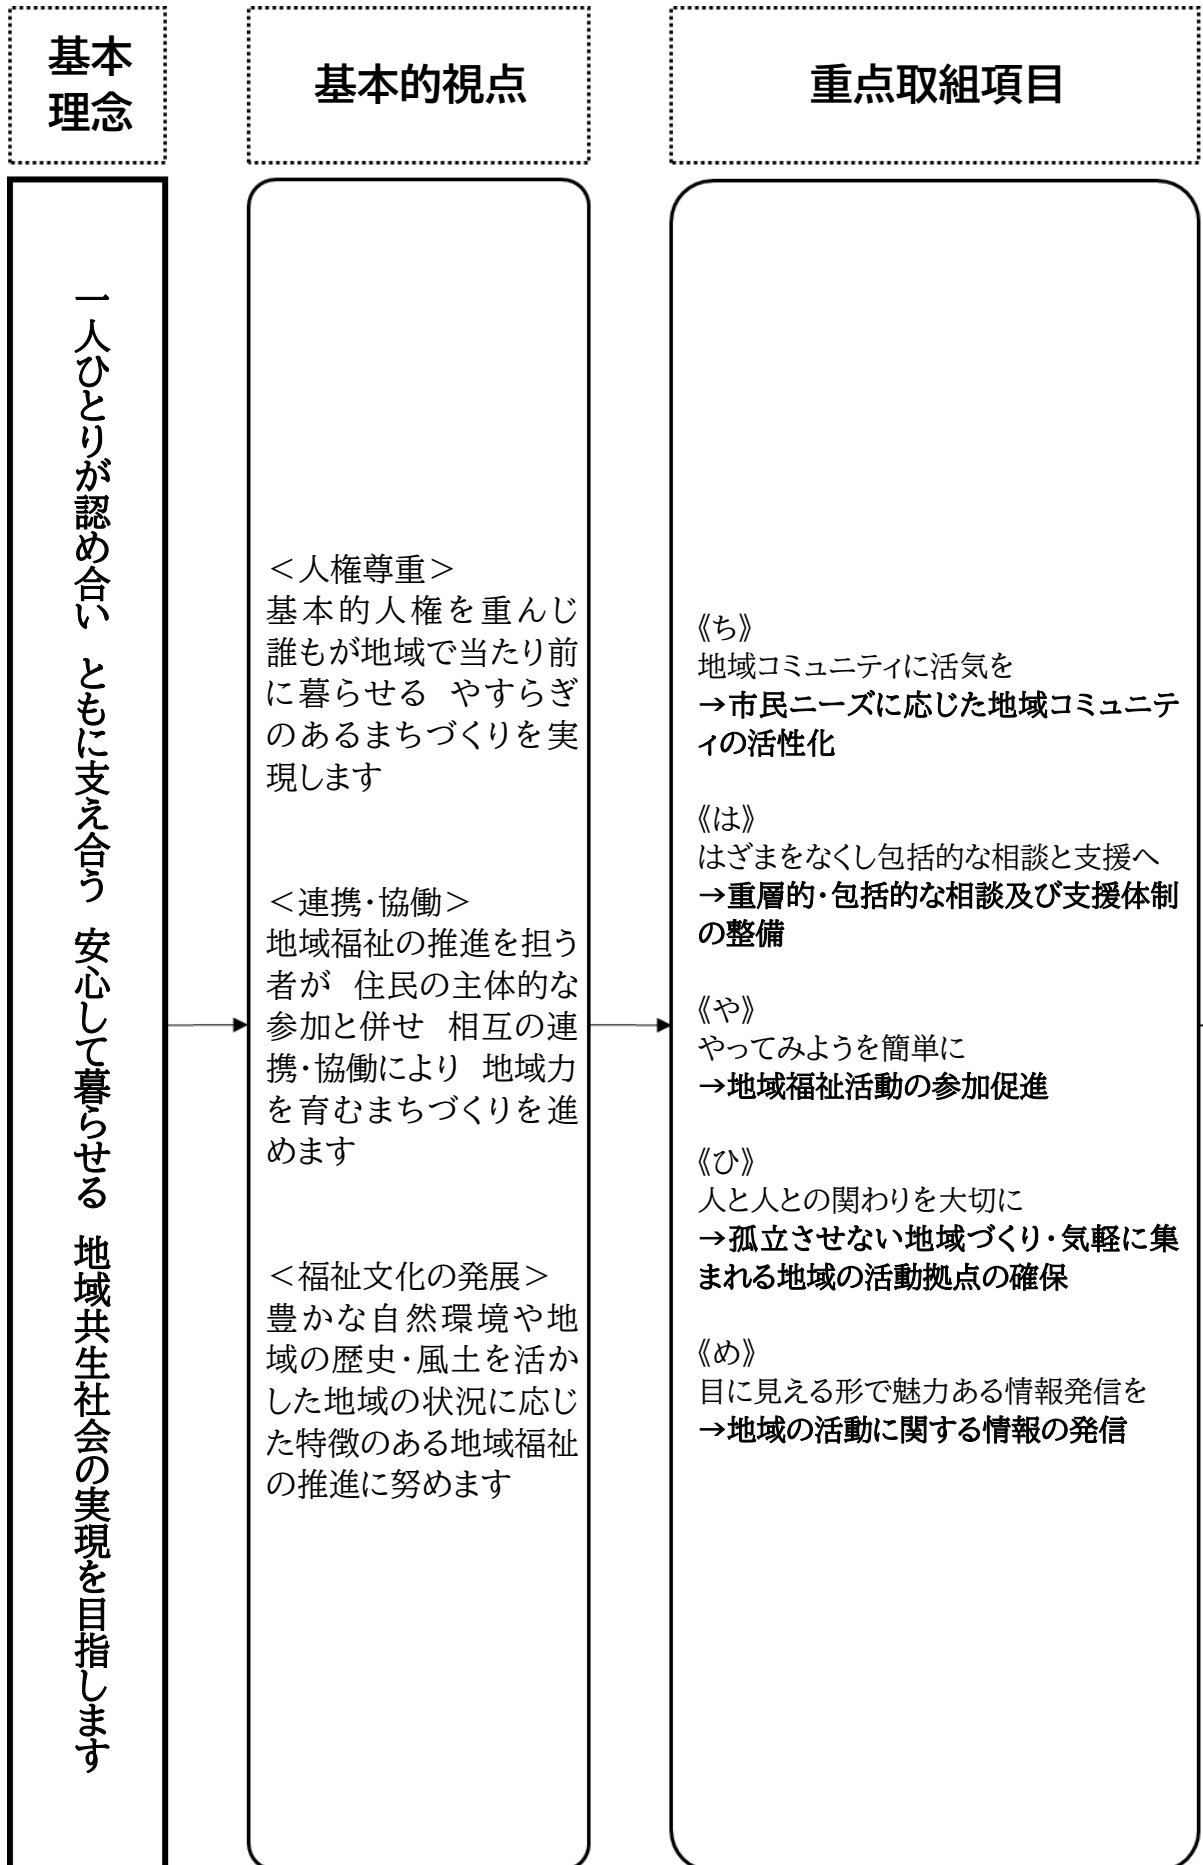 基本
理念
基本的視点
重点取組項目
一人ひとりが認め合い　ともに支え合う　安心して暮らせる　地域共生社会の実現を目指します
＜人権尊重＞
基本的人権を重んじ
誰もが地域で当たり前
に暮らせる　やすらぎ
のあるまちづくりを実
現します
＜連携・協働＞
地域福祉の推進を担う
者が　住民の主体的な
参加と併せ　相互の連
携・協働により　地域力
を育むまちづくりを進
めます
＜福祉文化の発展＞
豊かな自然環境や地
域の歴史・風土を活か
した地域の状況に応じ
た特徴のある地域福祉
の推進に努めます
《ち》
地域コミュニティに活気を
→市民ニーズに応じた地域コミュニテ
ィの活性化
《は》
はざまをなくし包括的な相談と支援へ
→重層的・包括的な相談及び支援体制
の整備
《や》
やってみようを簡単に
→地域福祉活動の参加促進
《ひ》
人と人との関わりを大切に
→孤立させない地域づくり・気軽に集
まれる地域の活動拠点の確保
《め》
目に見える形で魅力ある情報発信を
→地域の活動に関する情報の発信